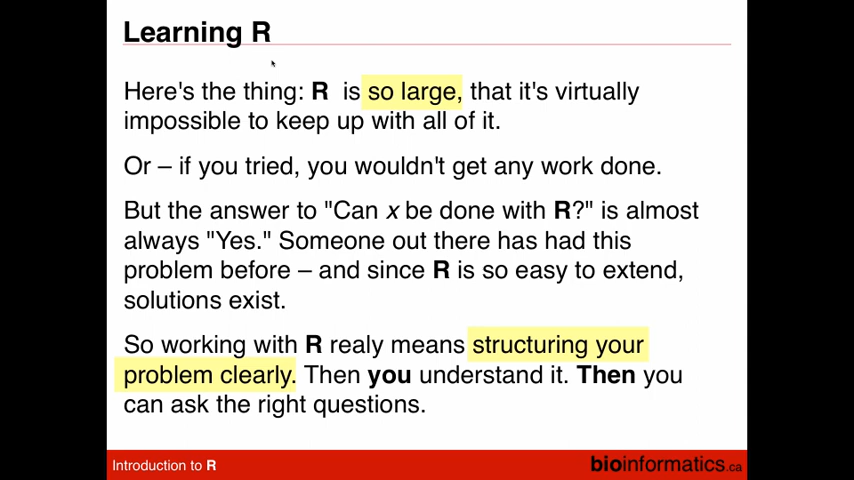 Learning R
Here's the thing: R is so large, that it's virtually
impossible to keep up with all of it.
Or – if you tried, you wouldn't get any work done.
But the answer to "Can x be done with R?" is almost
always "Yes." Someone out there has had this
problem before – and since R is so easy to extend,
solutions exist.
So working with R realy means structuring your
problem clearly. Then you understand it. Then you
can ask the right questions.
Introduction to R
bioinformatics.ca